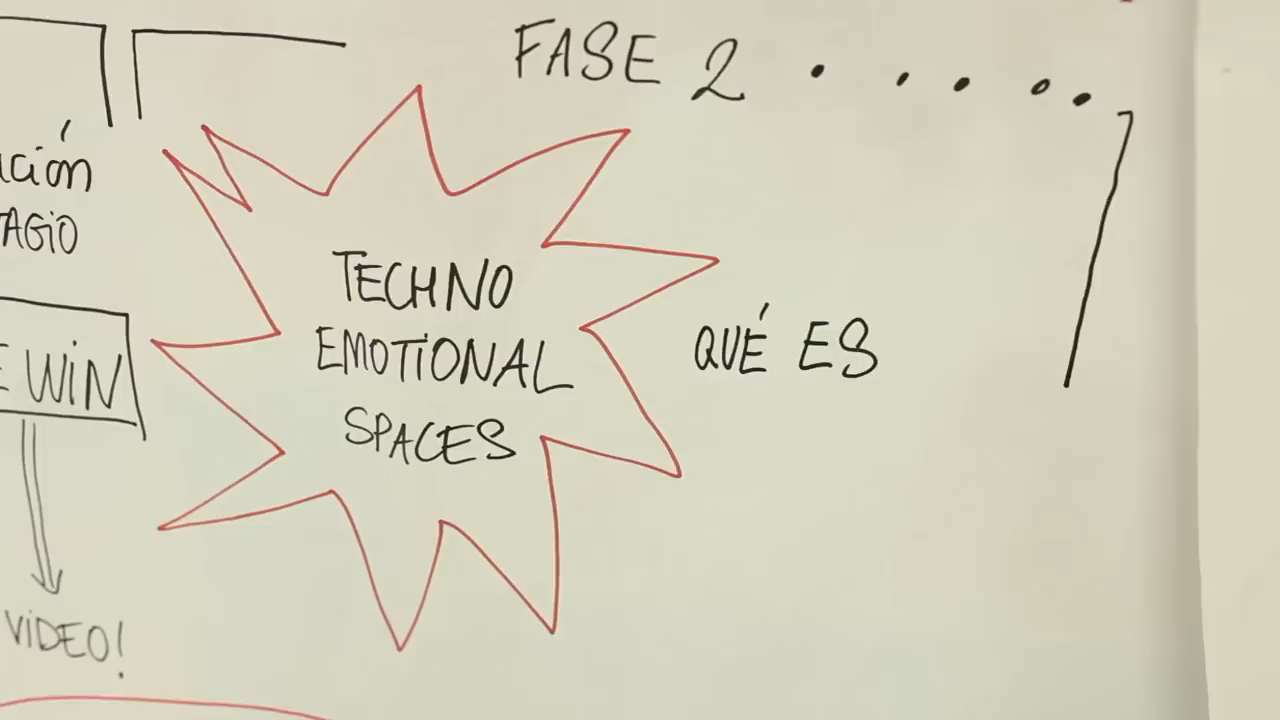 FASE 2 . . . . .
TECHNO
EMOTIONAL
SPACES
QUÉ ES
WIN
VIDEO!